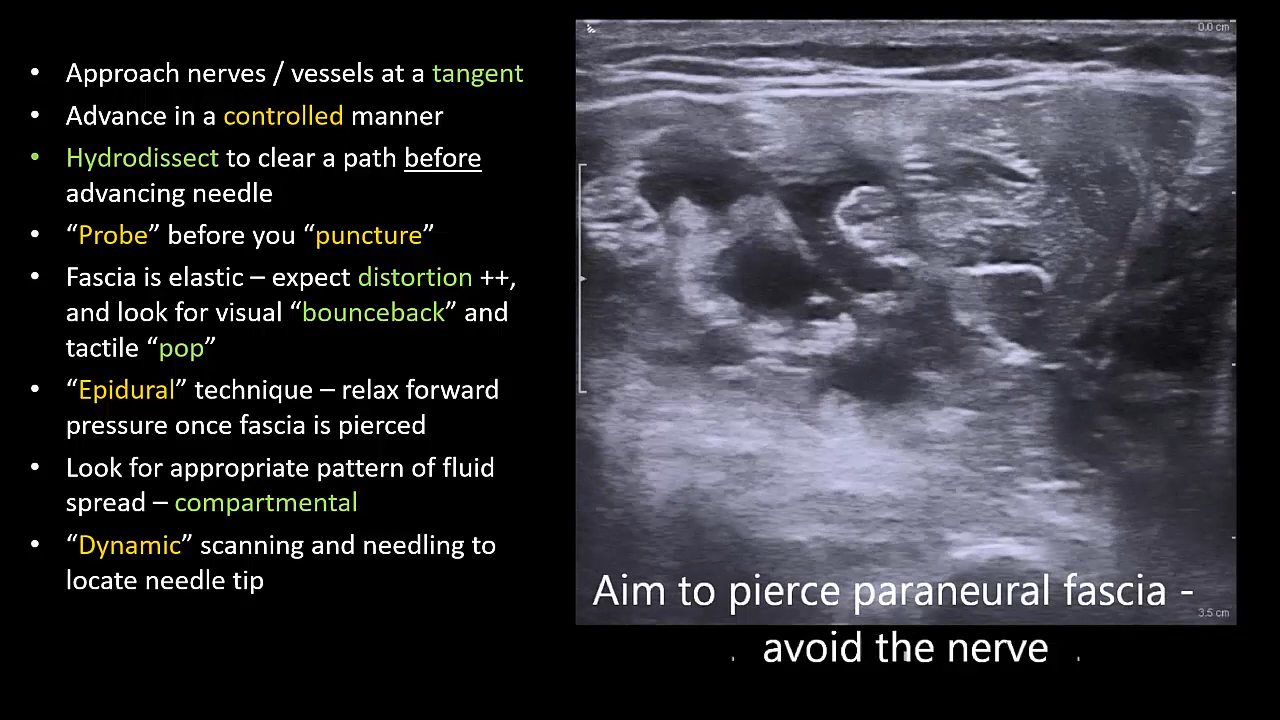 • Approach nerves / vessels at a tangent
• Advance in a controlled manner
• Hydrodissect to clear a path before
advancing needle
• “Probe” before you “puncture”
• Fascia is elastic – expect distortion ++,
and look for visual “bounceback” and
tactile “pop”
• “Epidural” technique – relax forward
pressure once fascia is pierced
• Look for appropriate pattern of fluid
spread – compartmental
• “Dynamic” scanning and needling to
locate needle tip
0.0 cm
3.5 cm
Aim to pierce paraneural fascia -
avoid the nerve